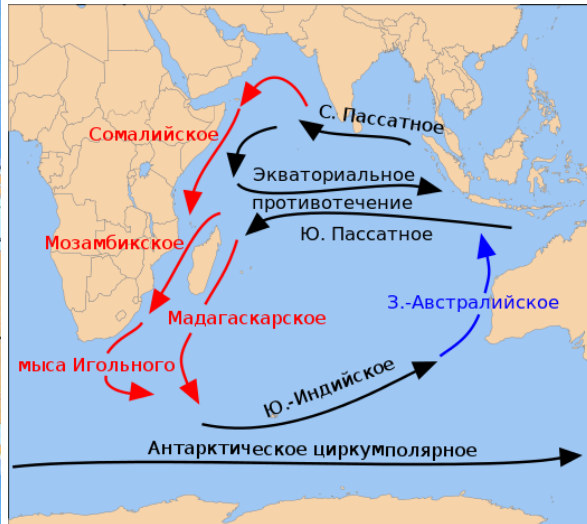 С. Пассатное
Сомалийское
Экваториальное
противотечение
Мозамбикское
Ю. Пассатное
З.-Австралийское
Мадагаскарское
мыса Игольного
Ю.-Индийское
Антарктическое циркумполярное